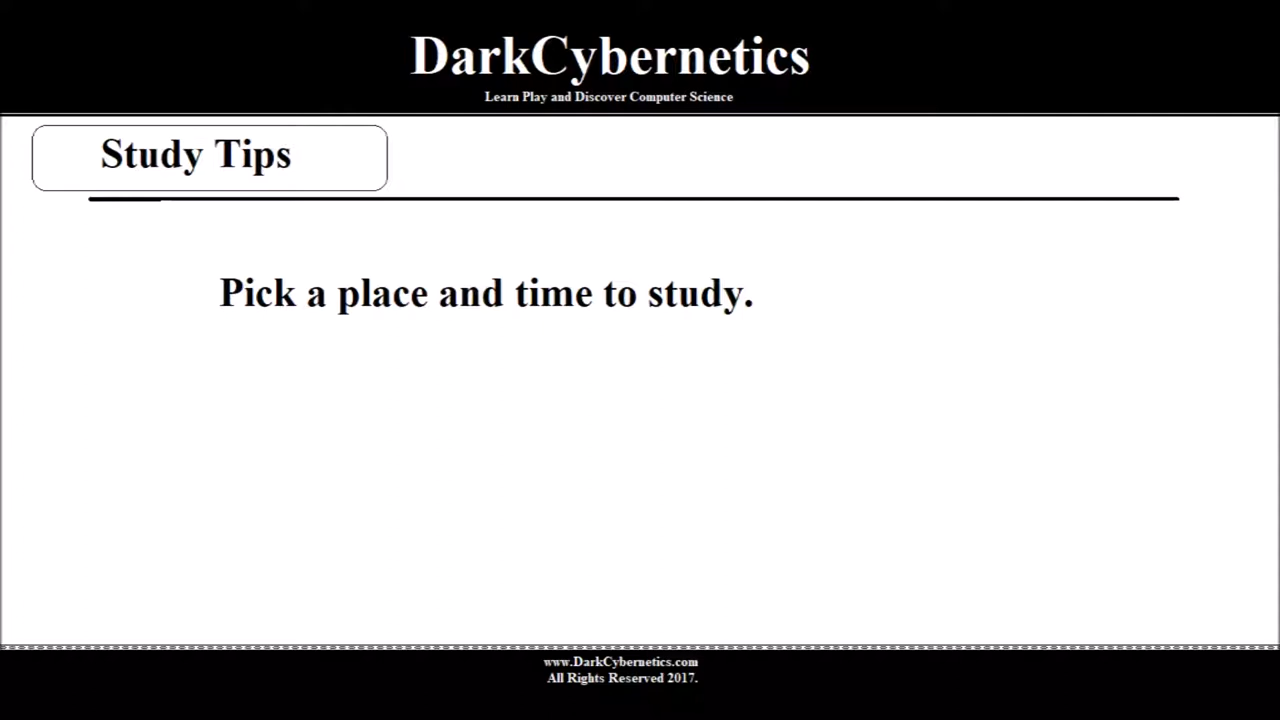 DarkCybernetics
Learn Play and Discover Computer Science
Study Tips
Pick a place and time to study.
www.DarkCybernetics.com
All Rights Reserved 2017.